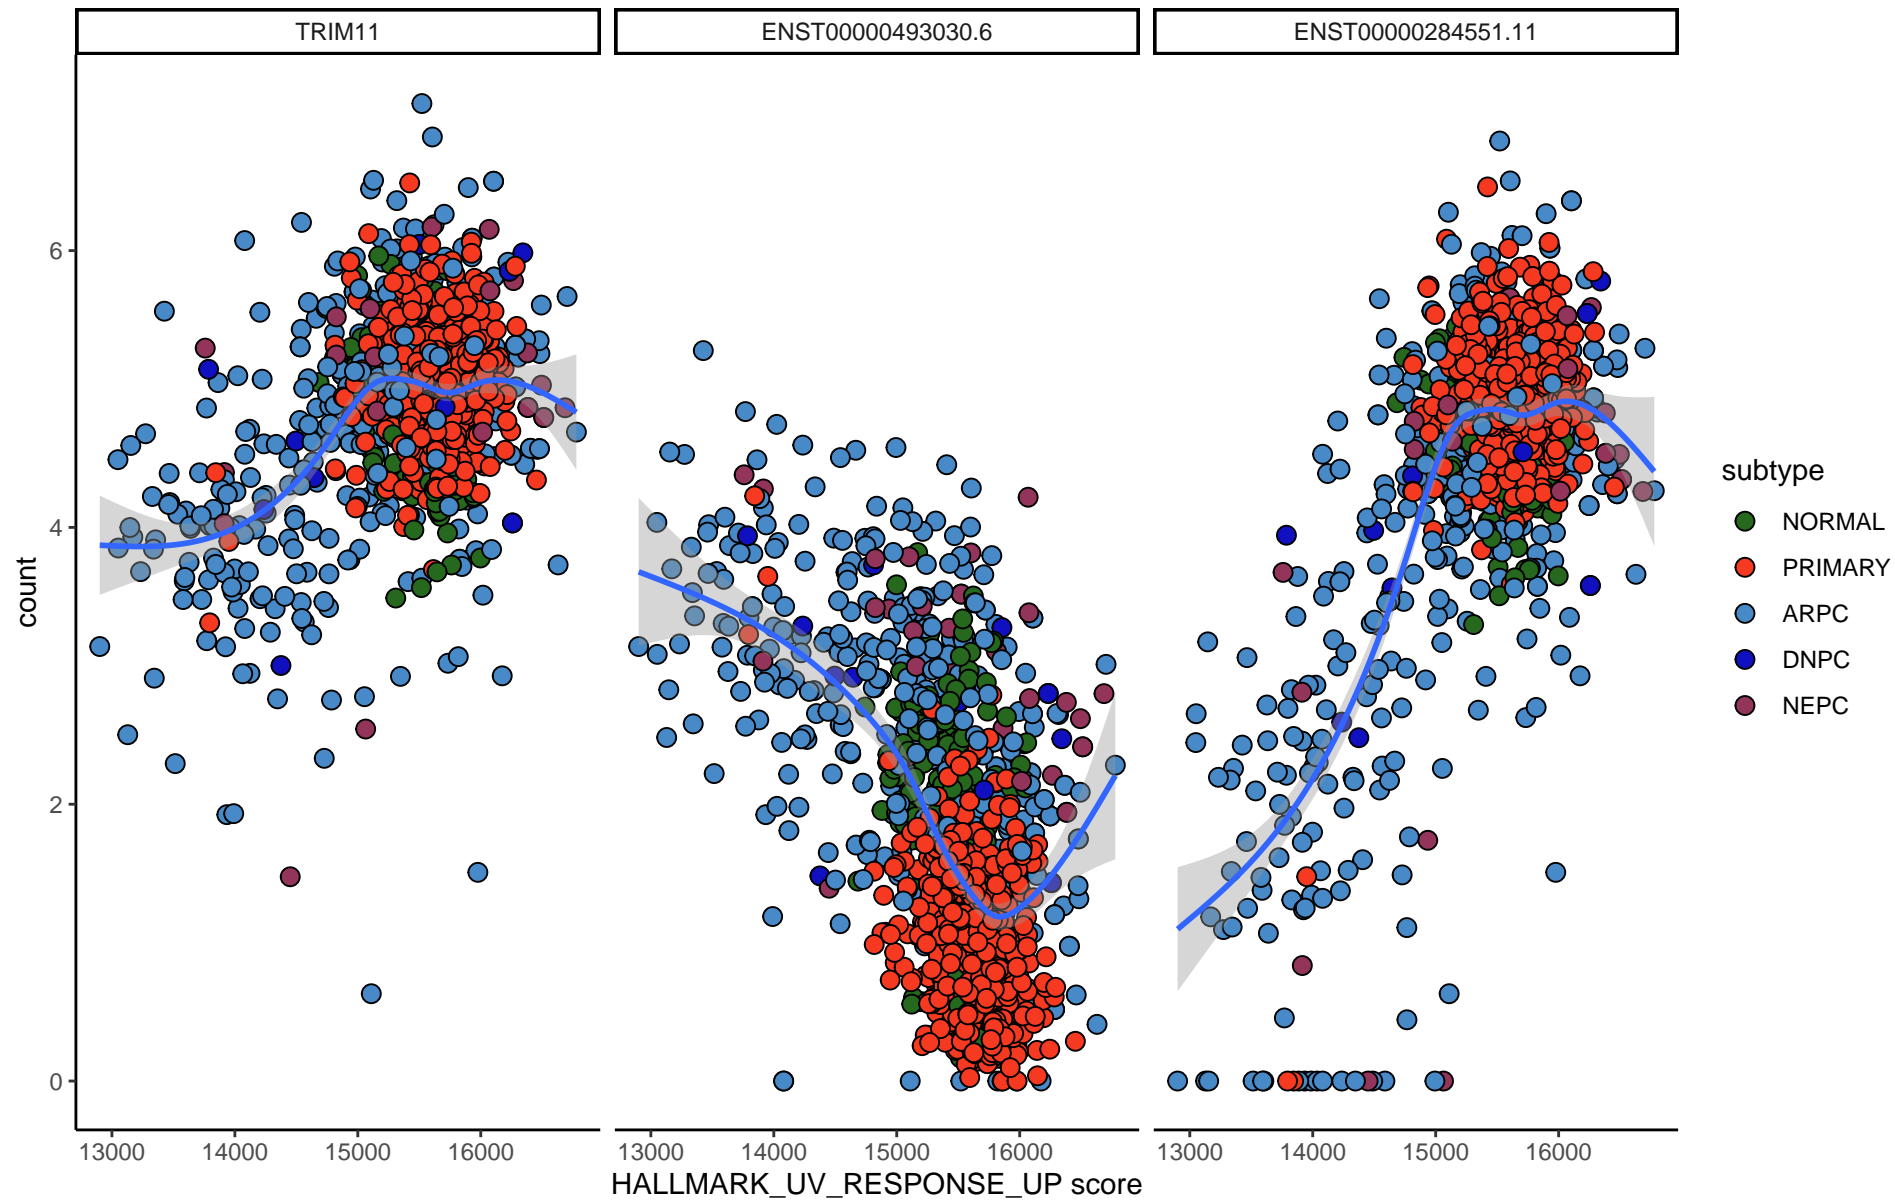 TRIM11 ENST00000493030.6 ENST00000284551.11
6
4
2
0
count
13000 14000 15000 16000 13000 14000 15000 16000 13000 14000 15000 16000
HALLMARK_UV_RESPONSE_UP score
subtype
NORMAL
PRIMARY
ARPC
DNPC
NEPC